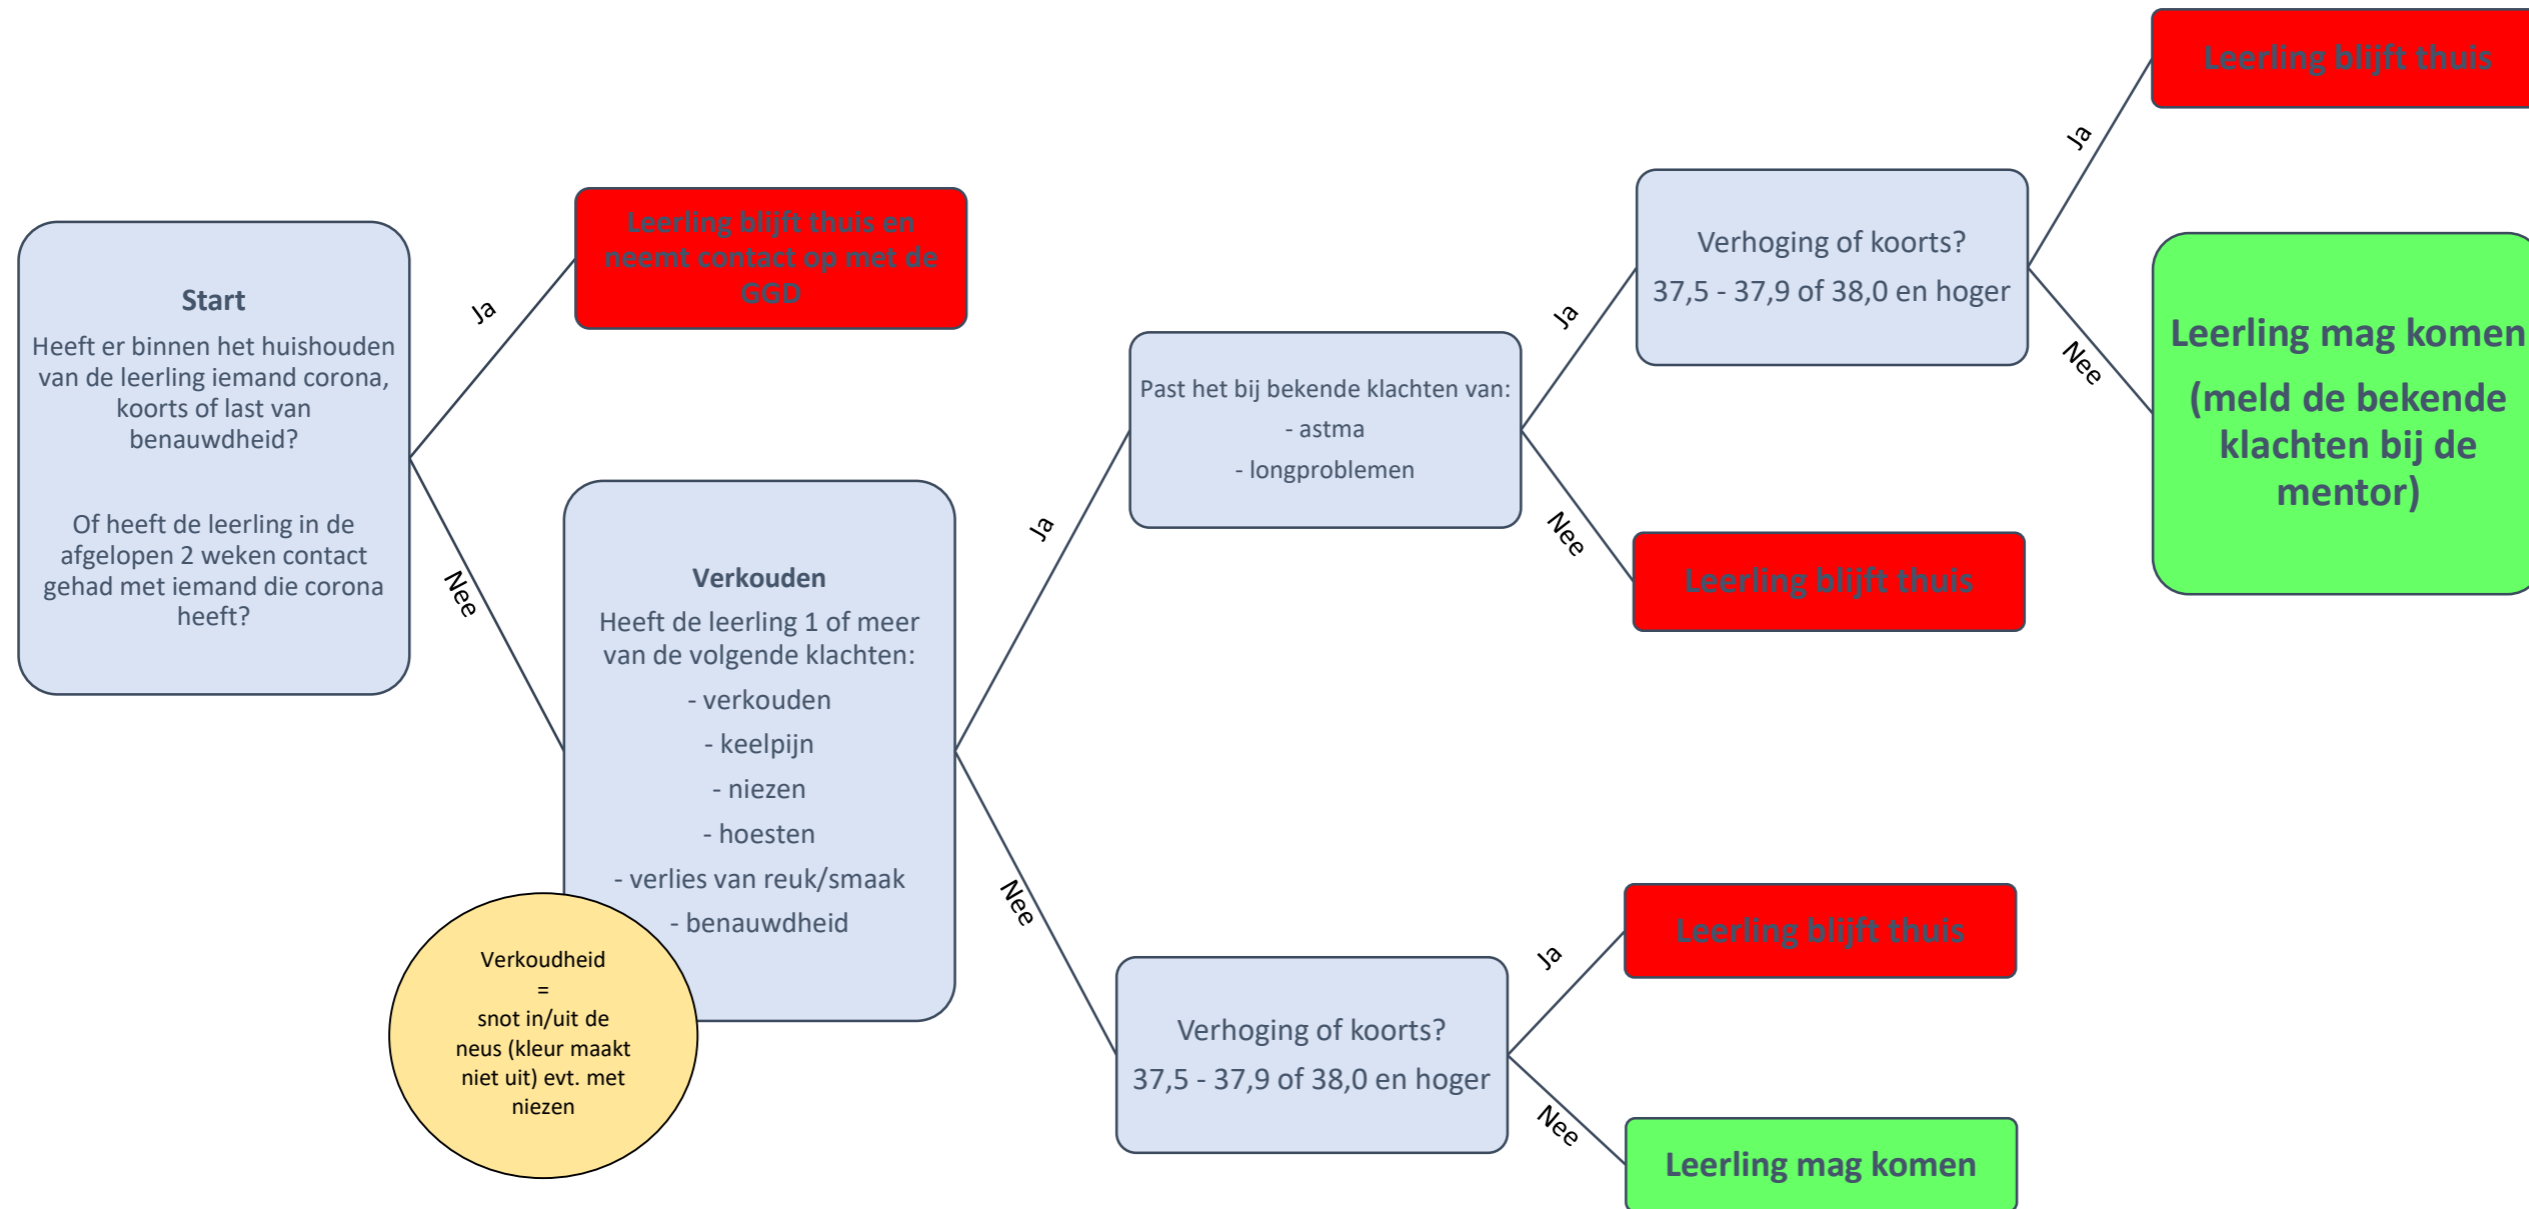 Start
Heeft er binnen het huishouden
van de leerling iemand corona,
koorts of last van
benauwdheid?
Of heeft de leerling in de
afgelopen 2 weken contact
gehad met iemand die corona
heeft?
Ja
Nee
Leerling blijft thuis en
neemt contact op met de
GGD
Verkouden
Heeft de leerling 1 of meer
van de volgende klachten:
- verkouden
- keelpijn
- niezen
- hoesten
- verlies van reuk/smaak
- benauwdheid
Verkoudheid
=
snot in/uit de
neus (kleur maakt
niet uit) evt. met
niezen
Ja
Nee
Past het bij bekende klachten van:
- astma
- longproblemen
Ja
Nee
Verhoging of koorts?
37,5 - 37,9 of 38,0 en hoger
Ja
Nee
Leerling blijft thuis
Leerling mag komen
(meld de bekende
klachten bij de
mentor)
Leerling blijft thuis
Verhoging of koorts?
37,5 - 37,9 of 38,0 en hoger
Ja
Nee
Leerling blijft thuis
Leerling mag komen